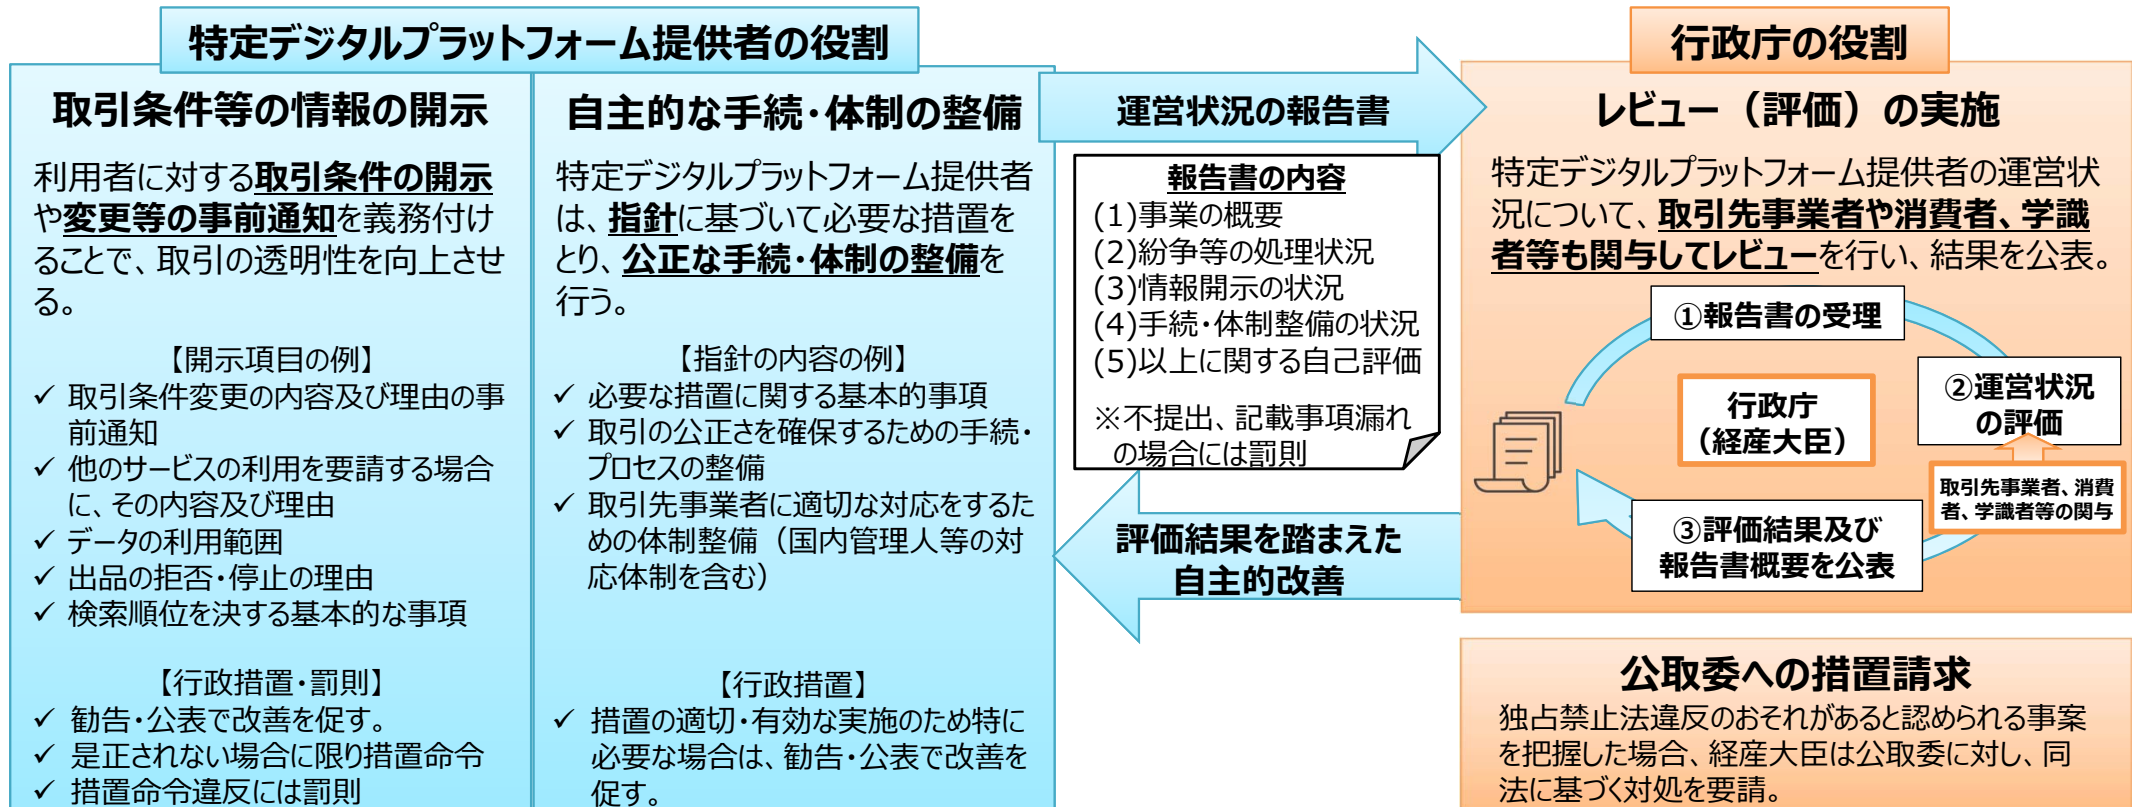 特定デジタルプラットフォーム提供者の役割
取引条件等の情報の開示
利用者に対する取引条件の開示
や変更等の事前通知を義務付け
ることで、取引の透明性を向上させ
る。
【開示項目の例】
✓ 取引条件変更の内容及び理由の事
前通知
✓ 他のサービスの利用を要請する場合
に、その内容及び理由
✓ データの利用範囲
✓ 出品の拒否・停止の理由
✓ 検索順位を決する基本的な事項
【行政措置・罰則】
✓ 勧告・公表で改善を促す。
✓ 是正されない場合に限り措置命令
✓ 措置命令違反には罰則
自主的な手続・体制の整備
特定デジタルプラットフォーム提供者
は、指針に基づいて必要な措置を
とり、公正な手続・体制の整備を
行う。
【指針の内容の例】
✓ 必要な措置に関する基本的事項
✓ 取引の公正さを確保するための手続・
プロセスの整備
✓ 取引先事業者に適切な対応をするた
めの体制整備（国内管理人等の対
応体制を含む）
【行政措置】
✓ 措置の適切・有効な実施のため特に
必要な場合は、勧告・公表で改善を
促す。
運営状況の報告書
報告書の内容
(1)事業の概要
(2)紛争等の処理状況
(3)情報開示の状況
(4)手続・体制整備の状況
(5)以上に関する自己評価
※不提出、記載事項漏れ
の場合には罰則
評価結果を踏まえた
自主的改善
行政庁の役割
レビュー（評価）の実施
特定デジタルプラットフォーム提供者の運営状
況について、取引先事業者や消費者、学識
者等も関与してレビューを行い、結果を公表。
①報告書の受理
②運営状況
の評価
行政庁
（経産大臣）
取引先事業者、消費
者、学識者等の関与
③評価結果及び
報告書概要を公表
公取委への措置請求
独占禁止法違反のおそれがあると認められる事案
を把握した場合、経産大臣は公取委に対し、同
法に基づく対処を要請。